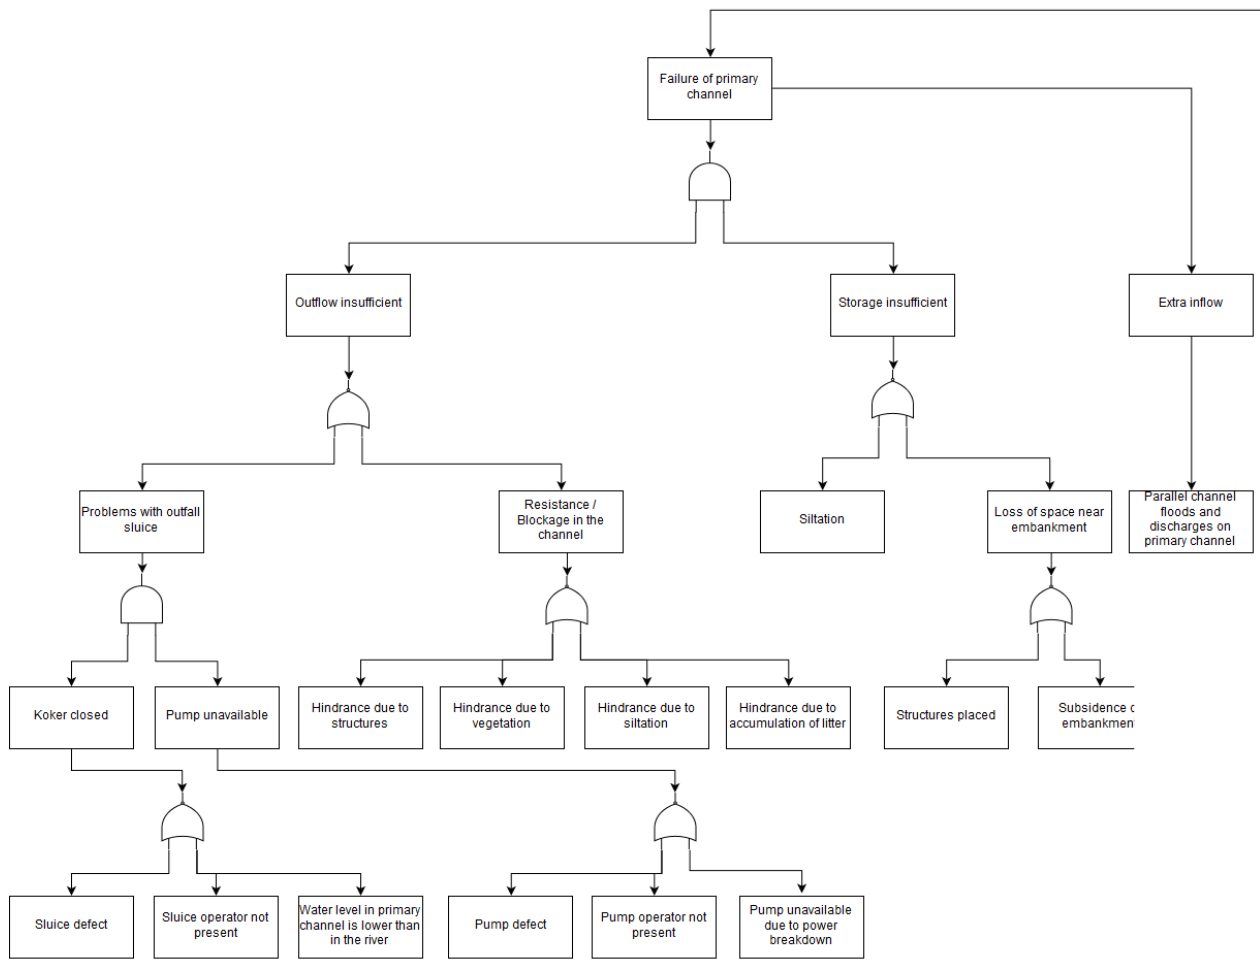 Failure of primary
channel
Outflow insufficient
Storage insufficient
Extra inflow
Problems with outfall
sluice
Resistance /
Blockage in the
channel
Siltation
Loss of space near
embankment
Parallel channel
floods and
discharges on
primary channel
Koker closed
Pump unavailable
Hindrance due to
structures
Hindrance due to
vegetation
Hindrance due to
siltation
Hindrance due to
accumulation of litter
Structures placed
Subsidence
embankment
Sluice defect
Sluice operator not
present
Water level in primary
channel is lower than
in the river
Pump defect
Pump operator not
present
Pump unavailable
due to power
breakdown